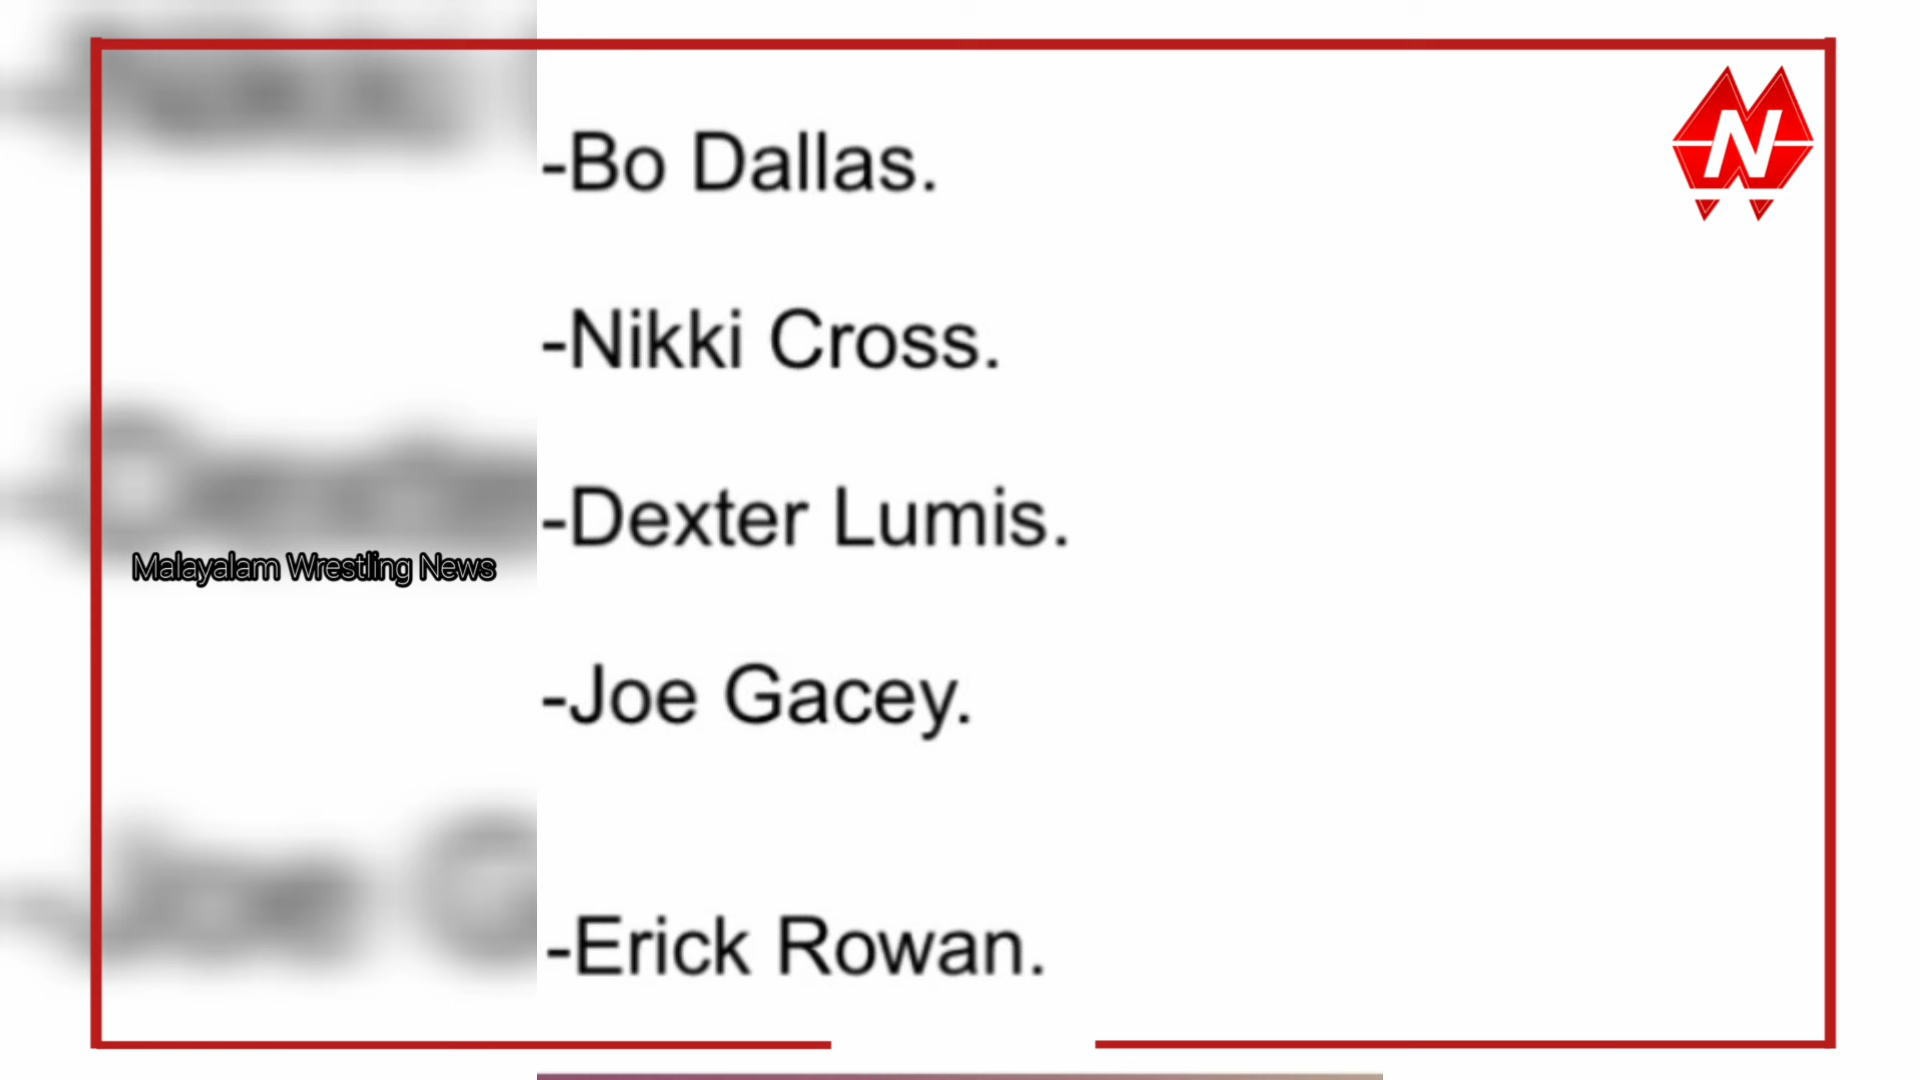 -Bo Dallas.
-Nikki Cross.
-Dexter Lumis.
Malayalam Wrestling News
-Joe Gacey.
-Erick Rowan.
N